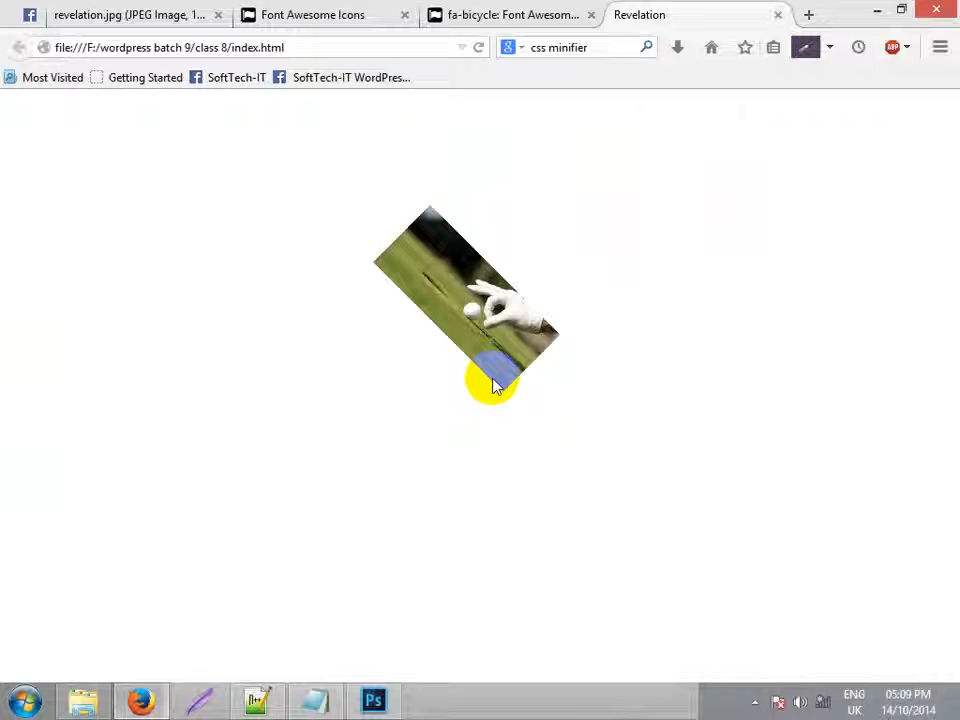 revelation.jpg (JPEG Image, 1...
Font Awesome Icons
fa-bicycle: Font Awesom...
Revelation
file:///F:/wordpress batch 9/class 8/index.html
css minifier
ABP
Most Visited
Getting Started
SoftTech-IT
SoftTech-IT WordPres...
N++
Ps
ENG
UK
05:09 PM
14/10/2014